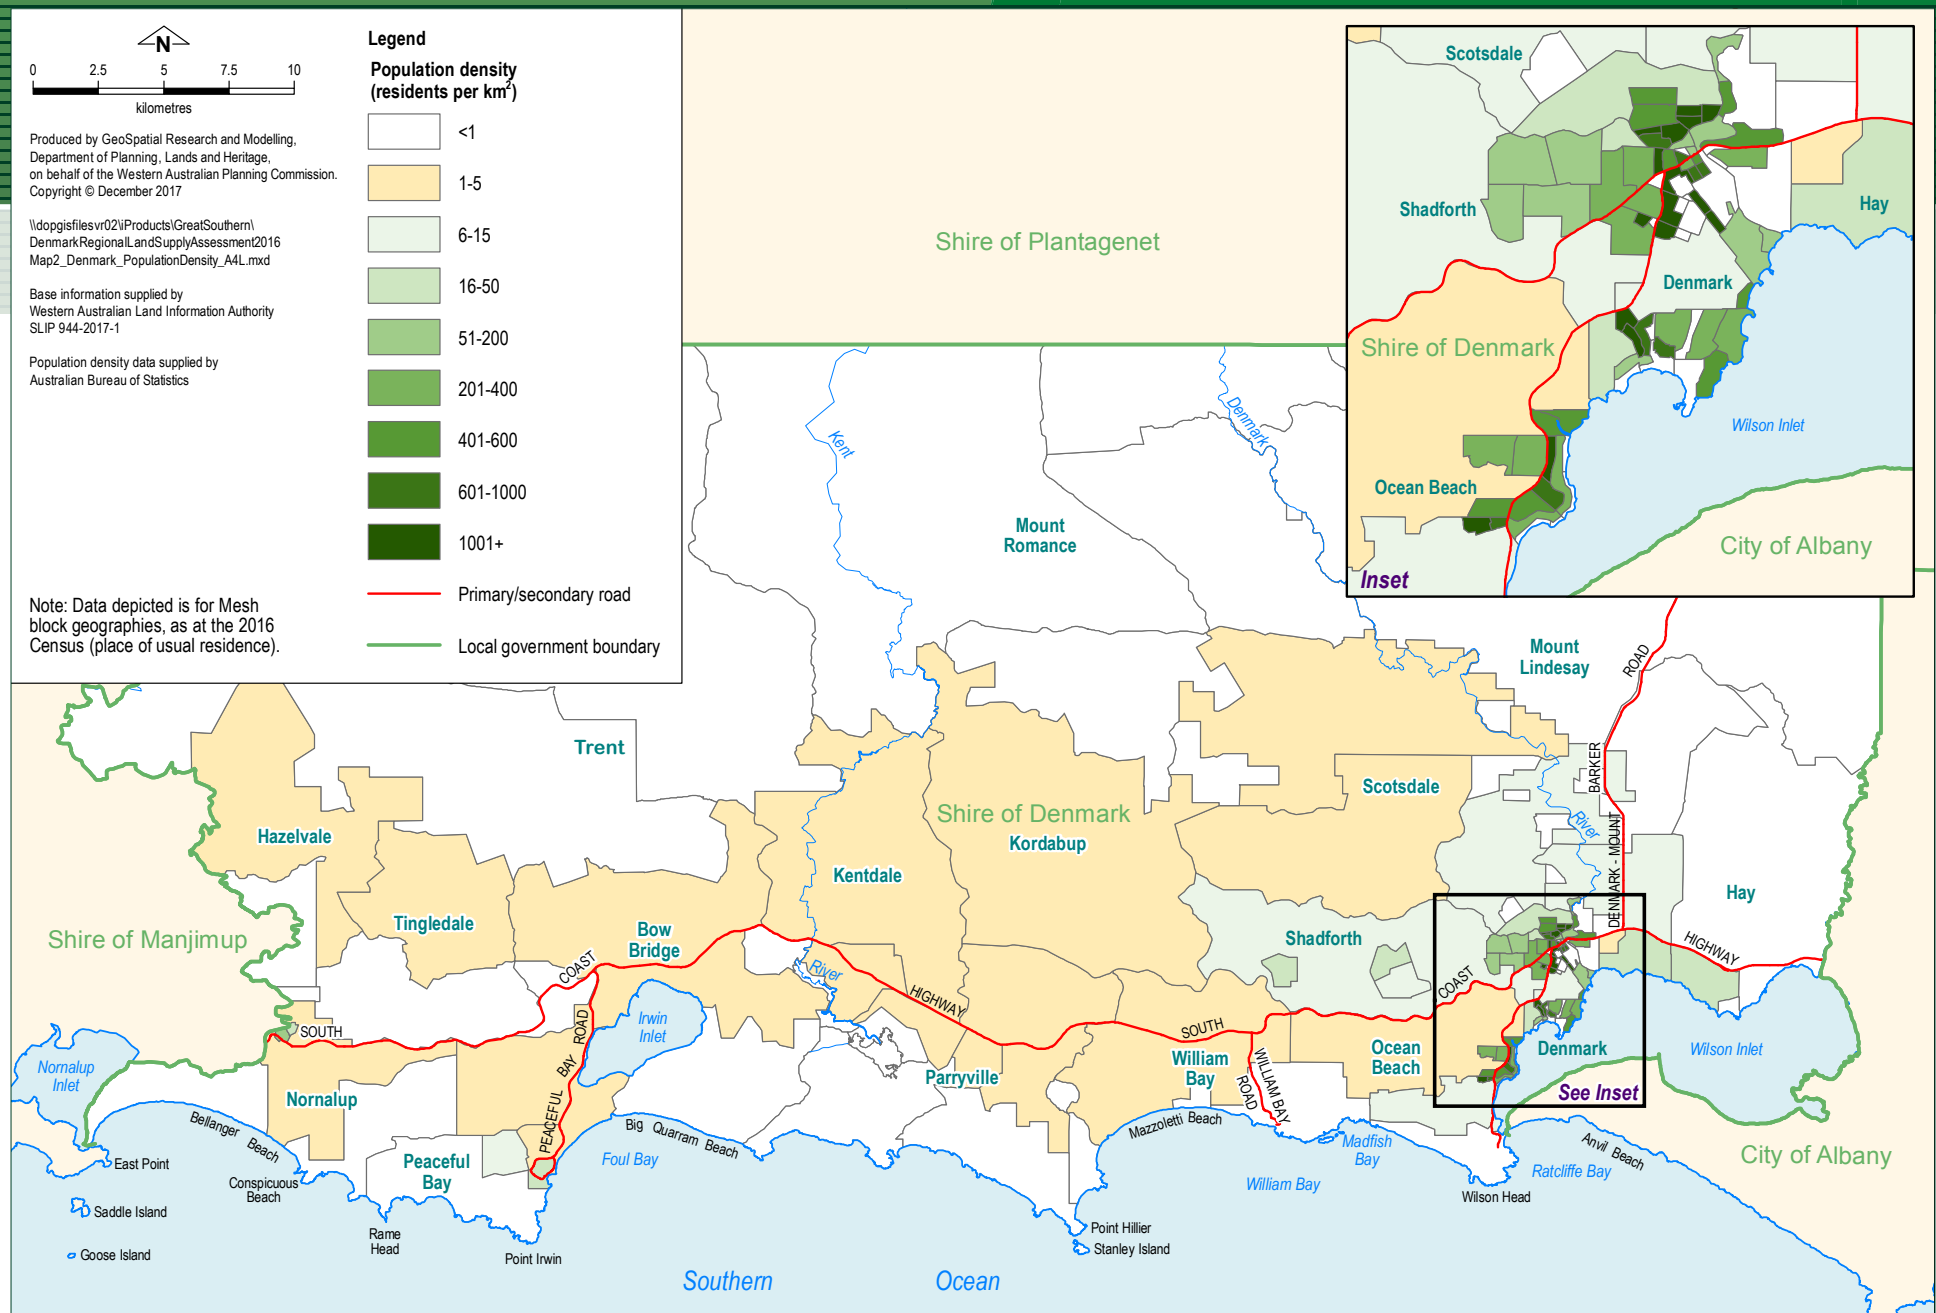 N
0 2.5 5 7.5 10
kilometres
Produced by GeoSpatial Research and Modelling,
Department of Planning, Lands and Heritage,
on behalf of the Western Australian Planning Commission.
Copyright © December 2017
\\dopgisfilesvr02\iProducts\GreatSouthern\
DenmarkRegionalLandSupplyAssessment2016
Map2_Denmark_PopulationDensity_A4L.mxd
Base information supplied by
Western Australian Land Information Authority
SLIP 944-2017-1
Population density data supplied by
Australian Bureau of Statistics
Note: Data depicted is for Mesh
block geographies, as at the 2016
Census (place of usual residence).
Legend
Population density
(residents per km²)
<1
1-5
6-15
16-50
51-200
201-400
401-600
601-1000
1001+
Primary/secondary road
Local government boundary
Shire of Plantagenet
Scotsdale
Shadforth
Hay
Denmark
Shire of Denmark
Wilson Inlet
Ocean Beach
City of Albany
Inset
Kent
Denmark
Mount
Romance
Mount
Lindesay
ROAD
Trent
BARKER
Scotsdale
River
DENMARK - MOUNT
Hazelvale
Shire of Denmark
Kordabup
Kentdale
Hay
Tingledale
Bow
Bridge
Shadforth
Shire of Manjimup
COAST
River
HIGHWAY
COAST
HIGHWAY
SOUTH
SOUTH
Irwin
Inlet
PEACEFUL BAY ROAD
Nornalup
Inlet
Nornalup
Parryville
William
Bay
WILLIAM BAY
ROAD
Ocean
Beach
Denmark
Wilson Inlet
See Inset
Bellanger Beach
Big Quarram Beach
Mazzoletti Beach
Madfish
Bay
Anvil Beach
City of Albany
East Point
Conspicuous
Beach
Peaceful
Bay
Foul Bay
William Bay
Ratcliffe Bay
Wilson Head
Saddle Island
Rame
Head
Point Irwin
Point Hillier
Stanley Island
Goose Island
Southern Ocean